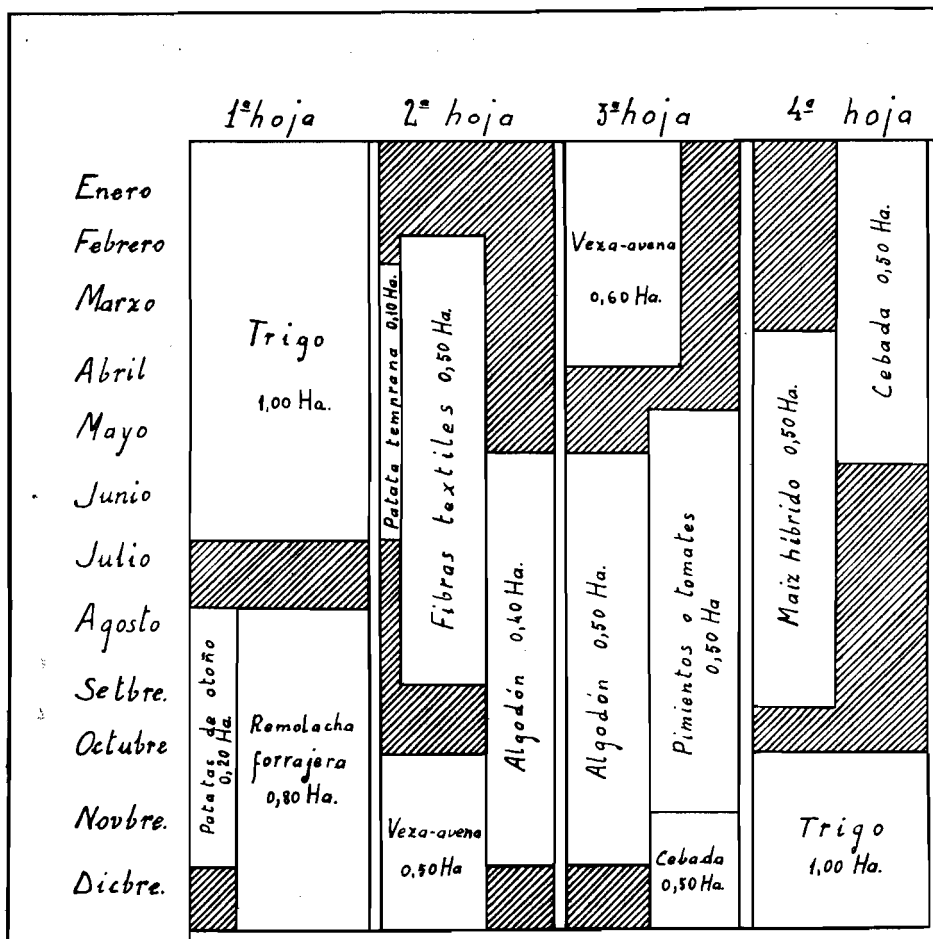 1ª hoja
2ª hoja
3ª hoja
4ª hoja
Enero
Febrero
Marzo
Abril
Mayo
Junio
Julio
Agosto
Setbre.
Octubre
Novbre.
Dicbre.
Trigo
1,00 Ha.
Patatas de otoño
0,20 Ha.
Remolacha
forrajera
0,80 Ha.
Patata temprana 0,10 Ha.
Fibras textiles 0,50 Ha.
Algodón 0,40 Ha.
Veza-avena
0,50 Ha
Veza-avena
0,60 Ha.
Algodón 0,50 Ha.
Pimientos o tomates
0,50 Ha
Cebada
0,50 Ha.
Maiz híbrido 0,50 Ha.
Cebada 0,50 Ha.
Trigo
1,00 Ha.